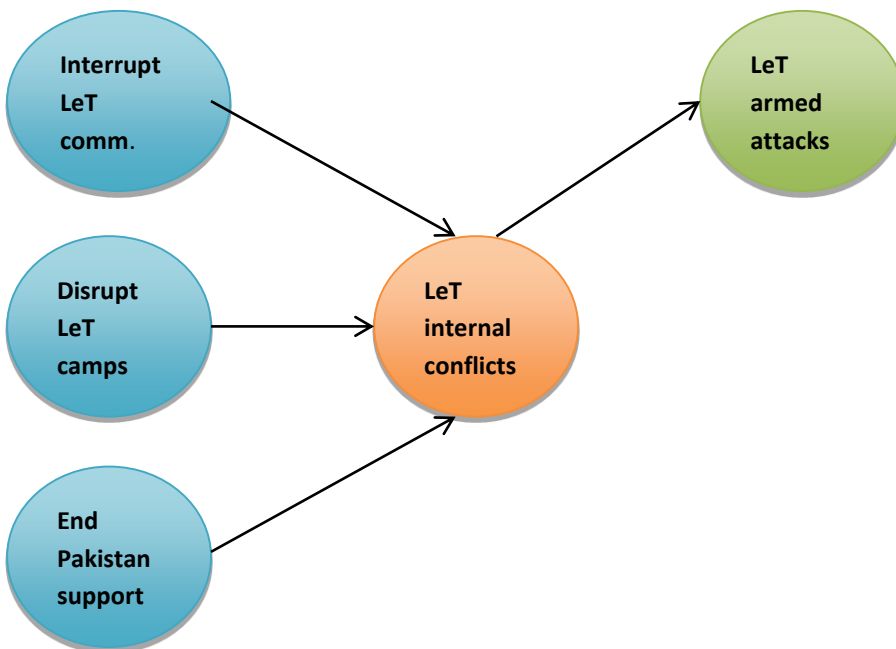 Interrupt
LeT
comm.
LeT
armed
attacks
Disrupt
LeT
camps
LeT
internal
conflicts
End
Pakistan
support